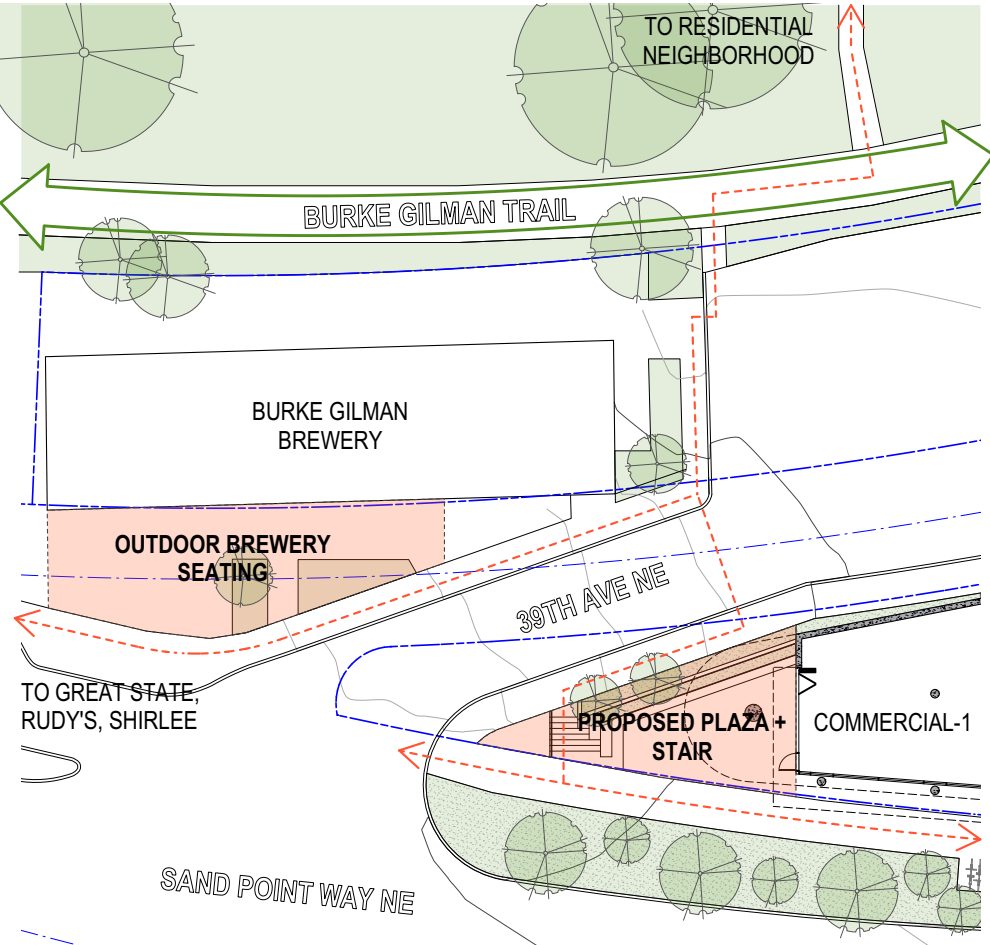 TO RESIDENTIAL
NEIGHBORHOOD
BURKE GILMAN TRAIL
BURKE GILMAN
BREWERY
OUTDOOR BREWERY
SEATING
39TH AVE NE
TO GREAT STATE,
RUDY'S, SHIRLEE
PROPOSED PLAZA +
STAIR
COMMERCIAL-1
SAND POINT WAY NE